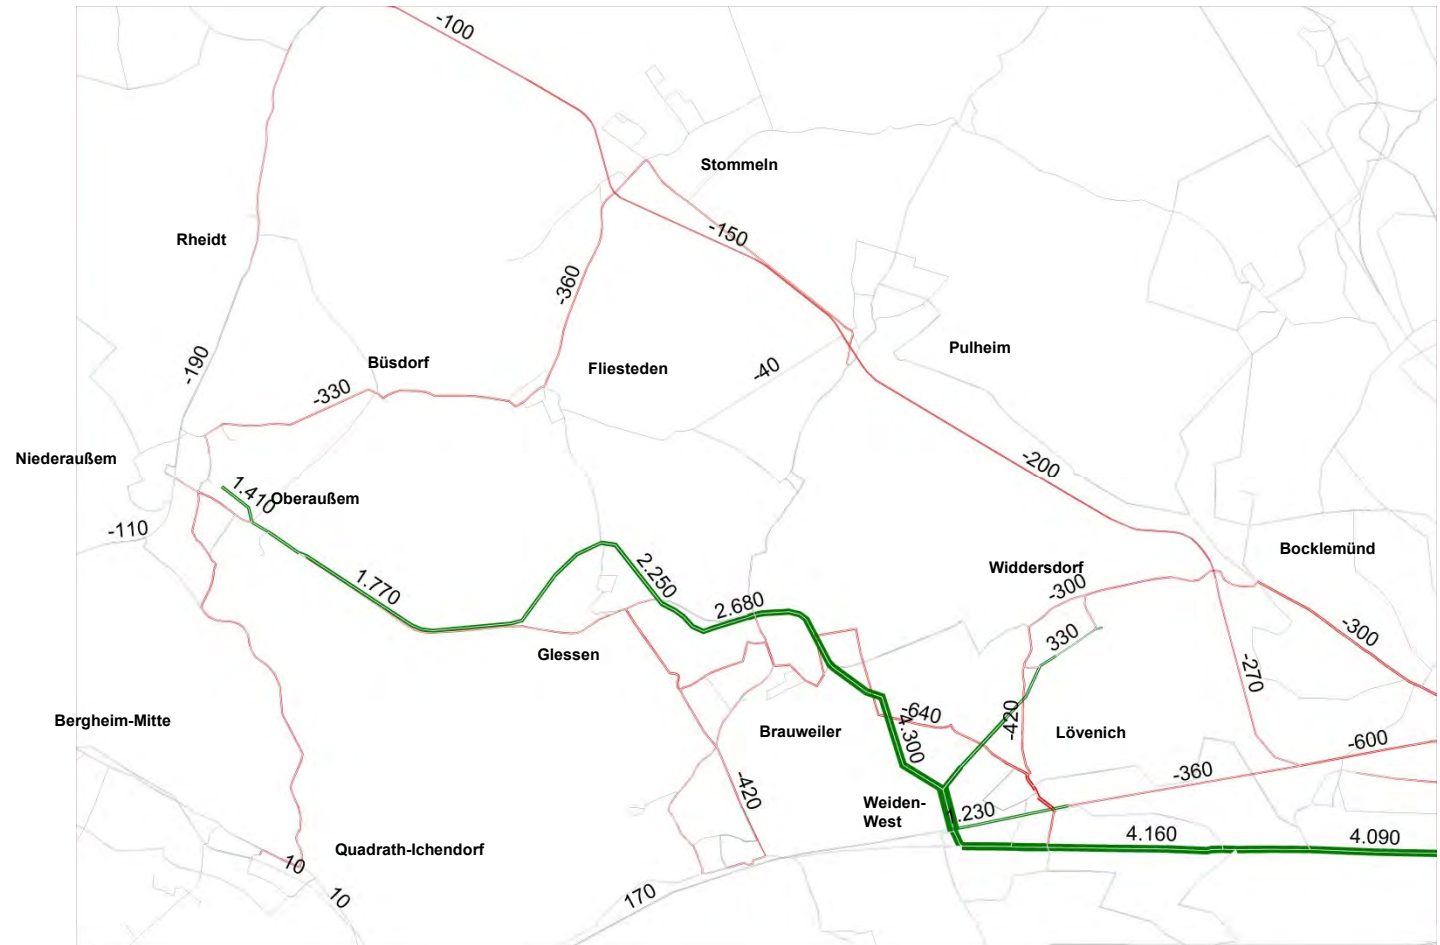 -100
Stommeln
-150
Rheidt
-360
Pulheim
-190
Büsdorf
Fliesteden
-40
-330
Niederaußem
-200
1.410
Oberaußem
-110
Bocklemünd
2.250
Widdersdorf
1.770
-300
2.680
-300
330
Glessen
-270
-640
-420
Bergheim-Mitte
4.300
Brauweiler
Lövenich
-600
-360
-420
Weiden-
West
.230
4.160
4.090
Quadrath-Ichendorf
10
10
170